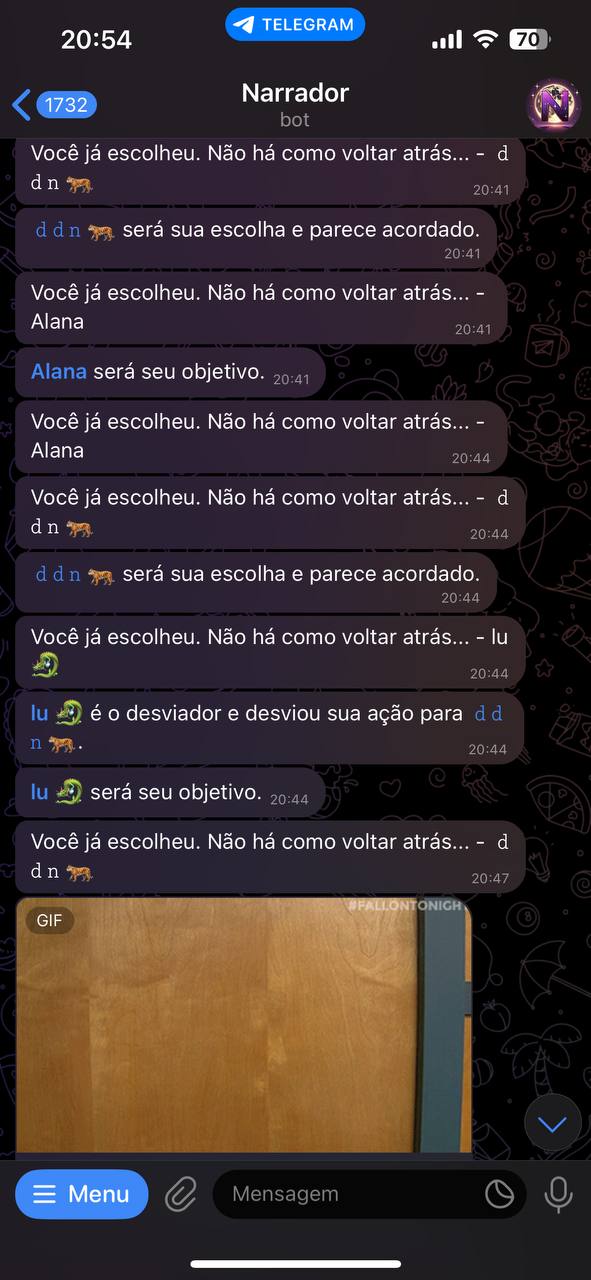 20:54
TELEGRAM
70
1732
Narrador
bot
Você já escolheu. Não há como voltar atrás... - d
d n 🐅
20:41
d d n 🐅 será sua escolha e parece acordado.
20:41
Você já escolheu. Não há como voltar atrás... -
Alana
20:41
Alana será seu objetivo. 20:41
Você já escolheu. Não há como voltar atrás... -
Alana
20:44
Você já escolheu. Não há como voltar atrás... - d
d n 🐅
20:44
d d n 🐅 será sua escolha e parece acordado.
20:44
Você já escolheu. Não há como voltar atrás... - lu
🐉
20:44
lu 🐉 é o desviador e desviou sua ação para d d
n 🐅.
20:44
lu 🐉 será seu objetivo. 20:44
Você já escolheu. Não há como voltar atrás... - d
d n 🐅
20:47
#FALLONTONIGH
GIF
Menu
Mensagem